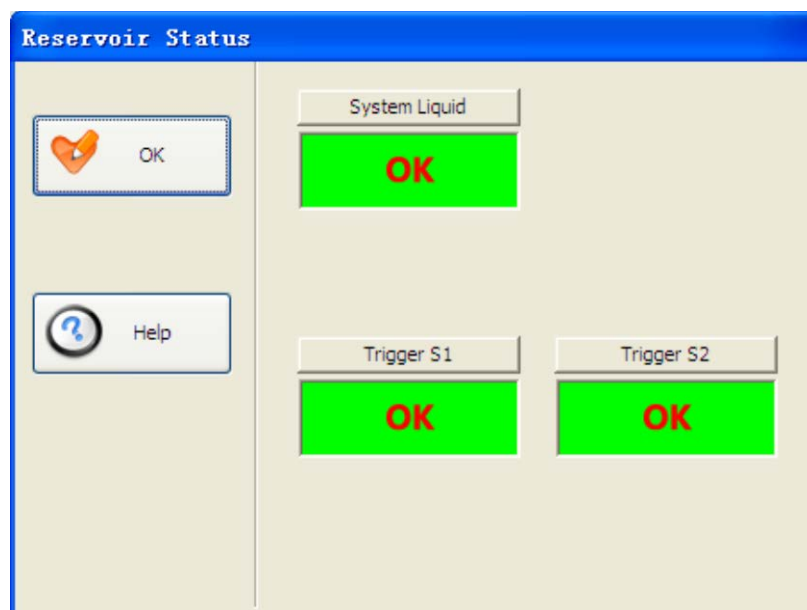 Reservoir Status
OK
Help
System Liquid
OK
Trigger S1
OK
Trigger S2
OK